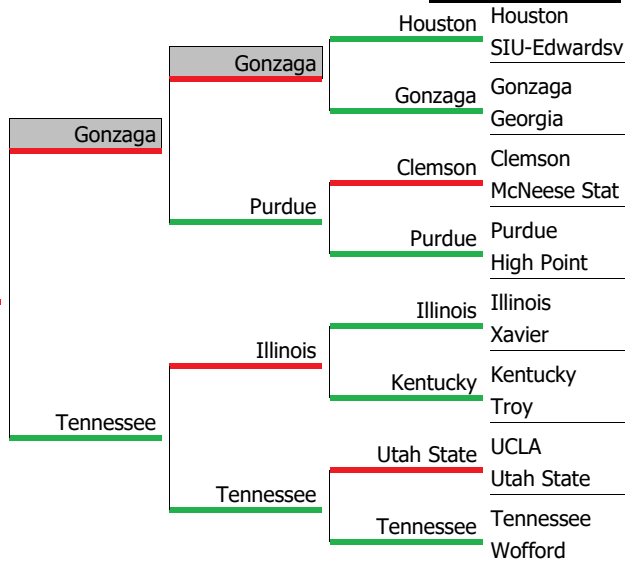 Houston
SIU-Edwardsv
Gonzaga
Georgia
Clemson
McNeese Stat
Purdue
High Point
Illinois
Xavier
Kentucky
Troy
UCLA
Utah State
Tennessee
Wofford
Houston
Gonzaga
Clemson
Purdue
Illinois
Kentucky
Utah State
Tennessee
Gonzaga
Purdue
Illinois
Tennessee
Gonzaga
Tennessee